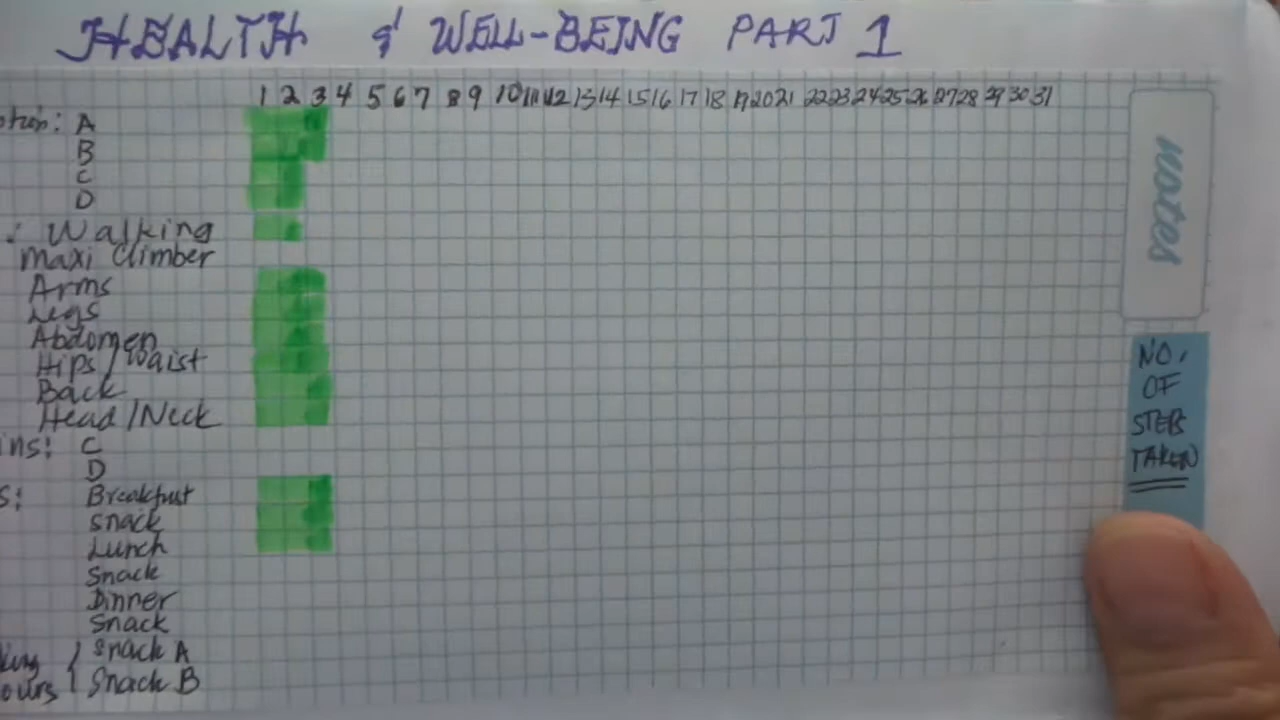 HEALTH & WELL-BEING PART 1
1 2 3 4 5 6 7 8 9 10 11 12 13 14 15 16 17 18 19 20 21 22 23 24 25 26 27 28 29 30 31
A
B
C
D
Walking
Maxi Climber
Arms
Legs
Abdomen
Hips/Waist
Back
Head/Neck
C
D
Breakfast
Snack
Lunch
Snack
Dinner
Snack
Snack A
Snack B
notes
NO.
OF
STEPS
TAKEN